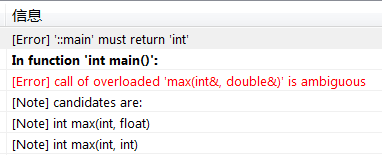 信息
[Error] '::main' must return 'int'
In function 'int main()':
[Error] call of overloaded 'max(int&, double&)' is ambiguous
[Note] candidates are:
[Note] int max(int, float)
[Note] int max(int, int)